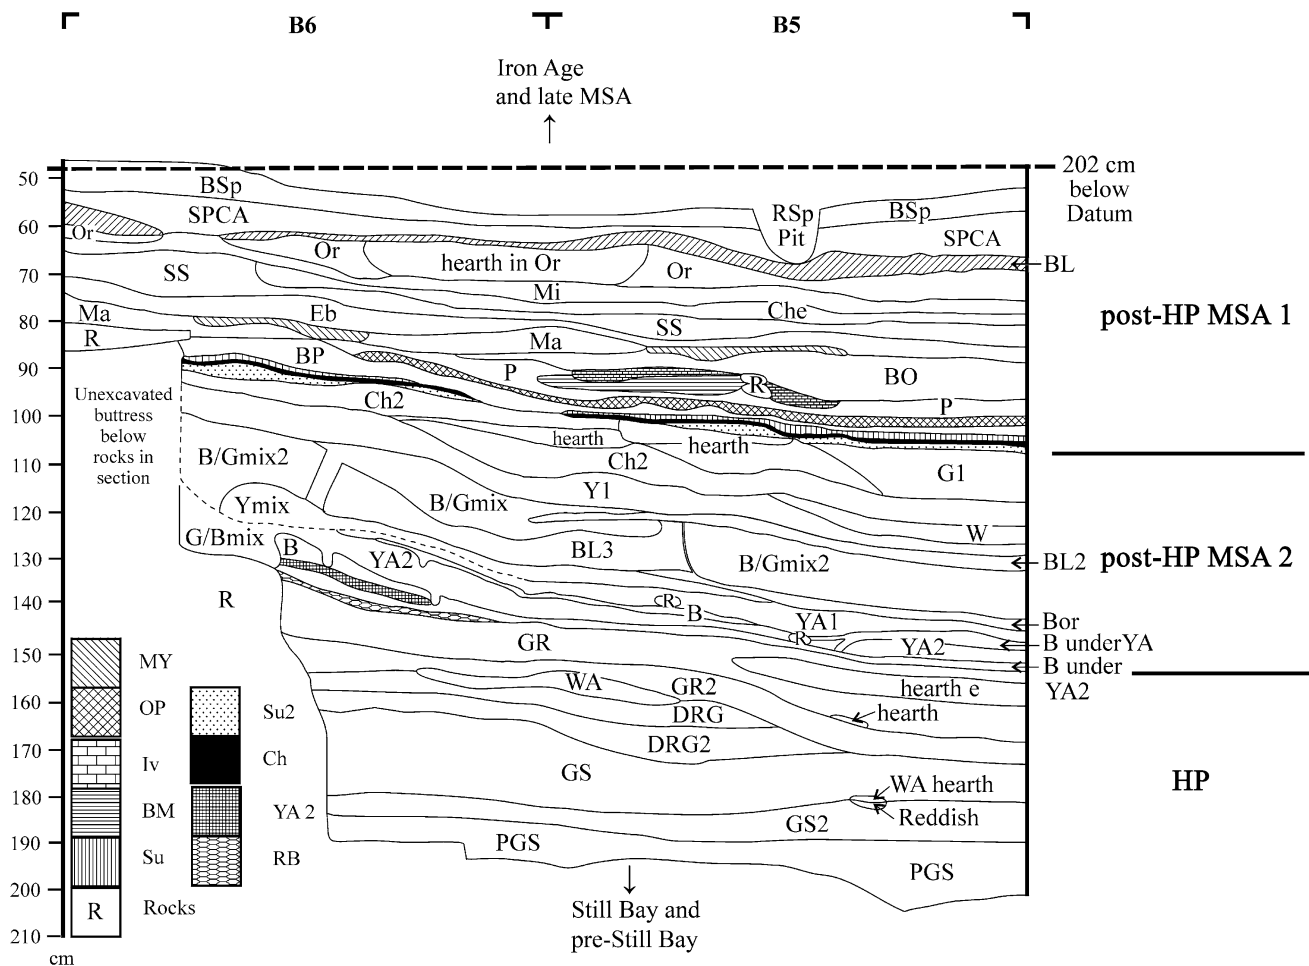 B6
B5
Iron Age
and late MSA
202 cm
below
Datum
50
60
70
80
90
100
110
120
130
140
150
160
170
180
190
200
210
cm
BSp
SPCA
RSp
Pit
BSp
SPCA
Or
Or
hearth in Or
Or
BL
SS
Mi
Che
Ma
Eb
SS
post-HP MSA 1
R
Ma
BP
P
R
BO
P
Unexcavated
buttress
below
rocks in
section
Ch2
hearth
hearth
Ch2
G1
B/Gmix2
Y1
Ymix
B/Gmix
W
G/Bmix
B
YA2
BL3
B/Gmix2
BL2
post-HP MSA 2
R
R
B
YA1
Bor
R
YA2
B underYA
GR
B under
YA2
WA
GR2
hearth e
DRG
hearth
DRG2
GS
WA hearth
Reddish
HP
GS2
PGS
PGS
MY
OP
Su2
Iv
Ch
BM
YA 2
Su
RB
R
Rocks
Still Bay and
pre-Still Bay